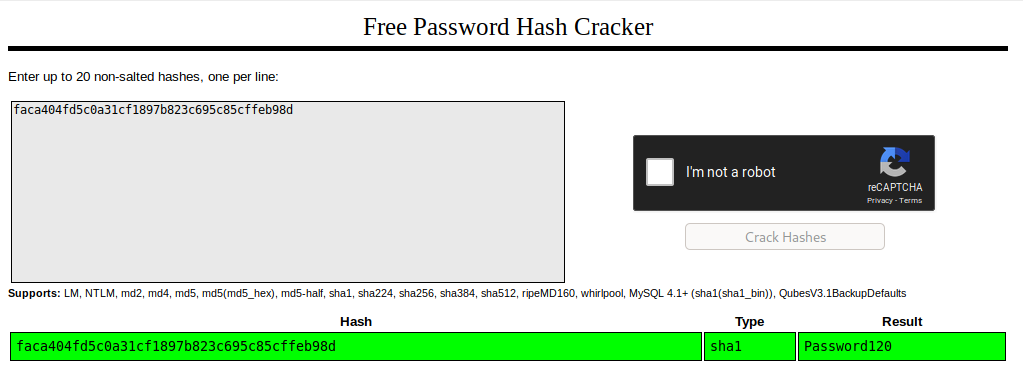 Free Password Hash Cracker
Enter up to 20 non-salted hashes, one per line:
faca404fd5c0a31cf1897b823c695c85cffeb98d
I'm not a robot
reCAPTCHA
Privacy - Terms
Crack Hashes
Supports: LM, NTLM, md2, md4, md5, md5(md5_hex), md5-half, sha1, sha224, sha256, sha384, sha512, ripeMD160, whirlpool, MySQL 4.1+ (sha1(sha1_bin)), QubesV3.1BackupDefaults
Hash Type Result
faca404fd5c0a31cf1897b823c695c85cffeb98d sha1 Password120